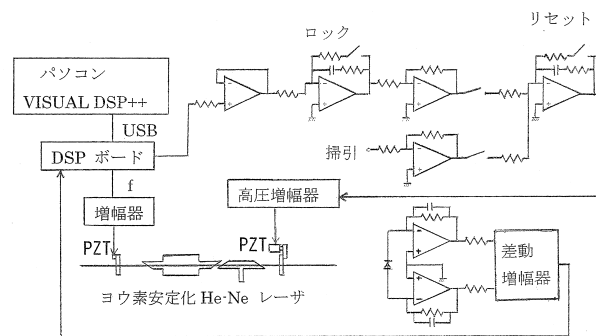 リセット
ロック
パソコン
VISUAL DSP++
USB
DSP ボード
掃引
f
増幅器
高圧増幅器
PZT
PZT
差動
増幅器
ヨウ素安定化 He-Ne レーザ